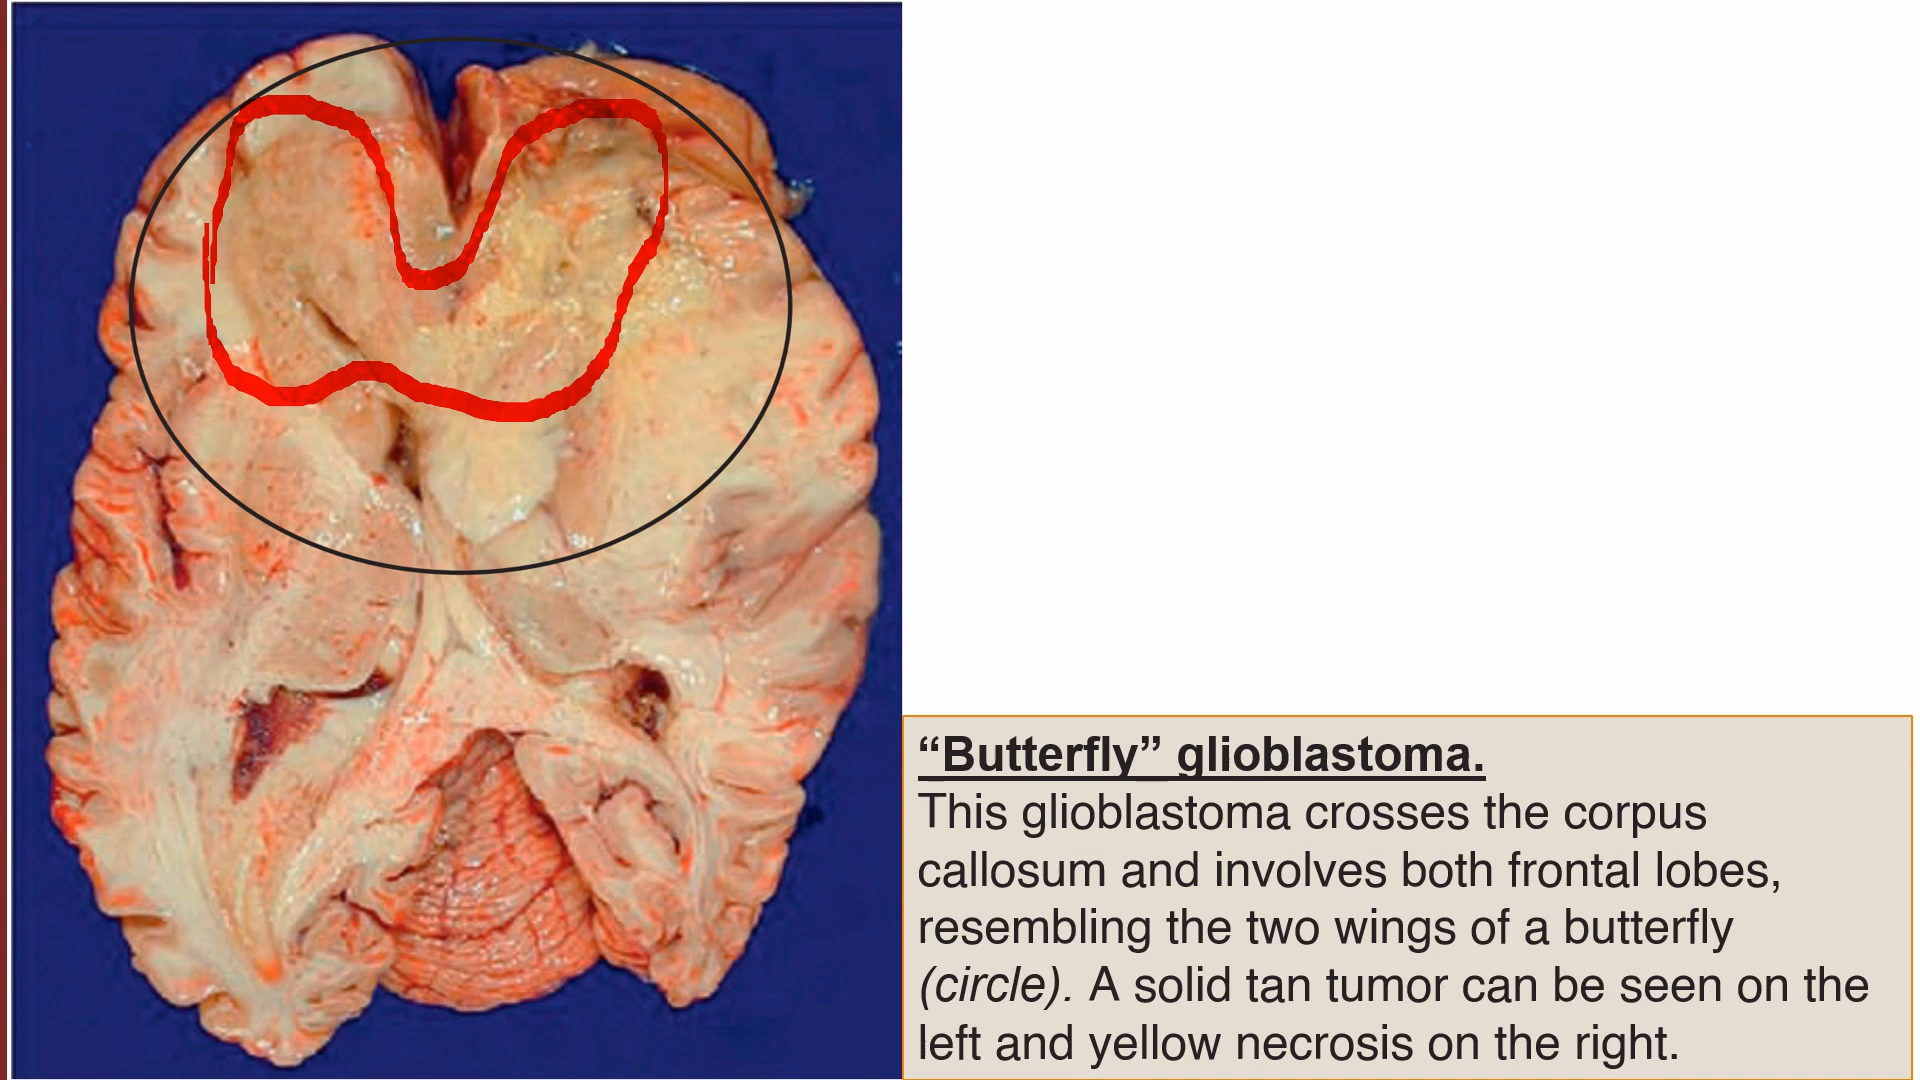 “Butterfly” glioblastoma.
This glioblastoma crosses the corpus
callosum and involves both frontal lobes,
resembling the two wings of a butterfly
(circle). A solid tan tumor can be seen on the
left and yellow necrosis on the right.